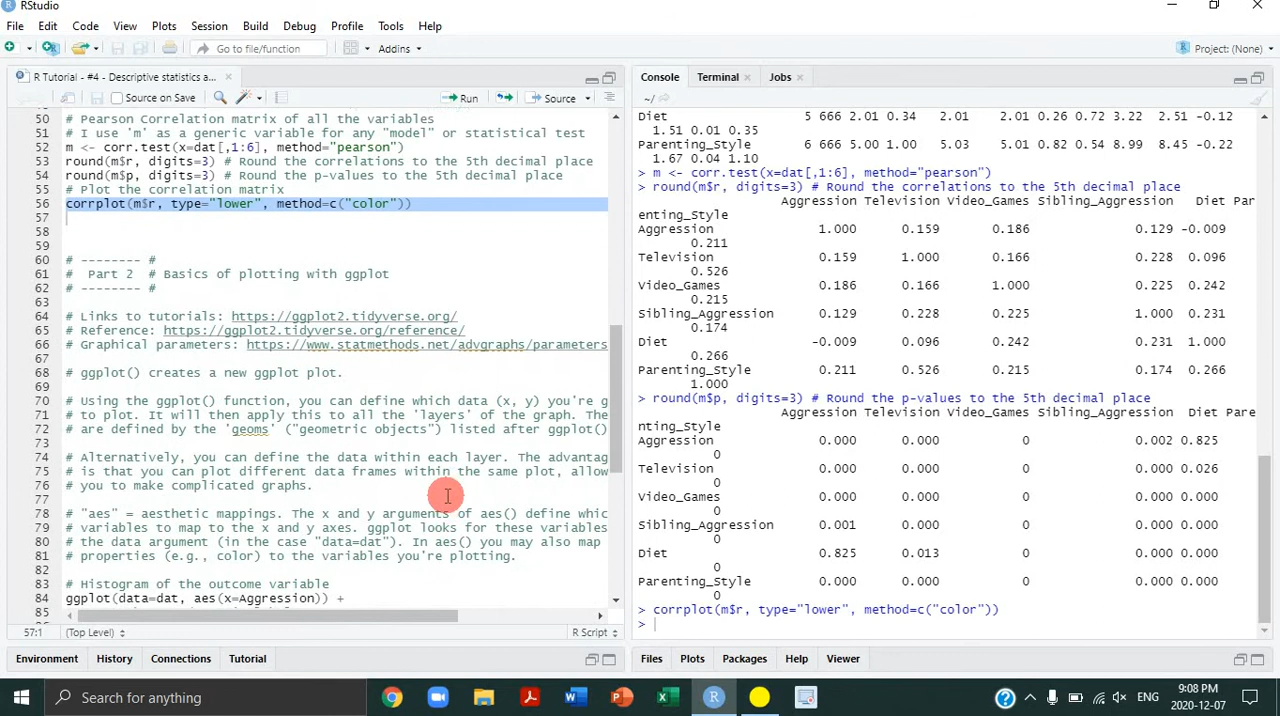 RStudio
File Edit Code View Plots Session Build Debug Profile Tools Help
Go to file/function Addins Project: (None)
R Tutorial - #4 - Descriptive statistics a...
Source on Save Run Source
50 # Pearson Correlation matrix of all the variables
51 # I use 'm' as a generic variable for any "model" or statistical test
52 m <- corr.test(x=dat[,1:6], method="pearson")
53 round(m$r, digits=3) # Round the correlations to the 5th decimal place
54 round(m$p, digits=3) # Round the p-values to the 5th decimal place
55 # Plot the correlation matrix
56 corrplot(m$r, type="lower", method=c("color"))
57
58
59
60 # -------- #
61 #  Part 2  # Basics of plotting with ggplot
62 # -------- #
63
64 # Links to tutorials: https://ggplot2.tidyverse.org/
65 # Reference: https://ggplot2.tidyverse.org/reference/
66 # Graphical parameters: https://www.statmethods.net/advgraphs/parameters
67
68 # ggplot() creates a new ggplot plot.
69
70 # Using the ggplot() function, you can define which data (x, y) you're g
71 # to plot. It will then apply this to all the 'layers' of the graph. The
72 # are defined by the 'geoms' ("geometric objects") listed after ggplot()
73
74 # Alternatively, you can define the data within each layer. The advantag
75 # is that you can plot different data frames within the same plot, allow
76 # you to make complicated graphs.
77
78 # "aes" = aesthetic mappings. The x and y arguments of aes() define whic
79 # variables to map to the x and y axes. ggplot looks for these variables
80 # the data argument (in the case "data=dat"). In aes() you may also map
81 # properties (e.g., color) to the variables you're plotting.
82
83 # Histogram of the outcome variable
84 ggplot(data=dat, aes(x=Aggression)) +
85
57:1 (Top Level) R Script
Environment History Connections Tutorial
Console Terminal Jobs
~/
Diet 5 666 2.01 0.34 2.01 2.01 0.26 0.72 3.22 2.51 -0.12
1.51 0.01 0.35
Parenting_Style 6 666 5.00 1.00 5.03 5.01 0.82 0.54 8.99 8.45 -0.22
1.67 0.04 1.10
> m <- corr.test(x=dat[,1:6], method="pearson")
> round(m$r, digits=3) # Round the correlations to the 5th decimal place
Aggression Television Video_Games Sibling_Aggression Diet Par
enting_Style
Aggression 1.000 0.159 0.186 0.129 -0.009
0.211
Television 0.159 1.000 0.166 0.228 0.096
0.526
Video_Games 0.186 0.166 1.000 0.225 0.242
0.215
Sibling_Aggression 0.129 0.228 0.225 1.000 0.231
0.174
Diet -0.009 0.096 0.242 0.231 1.000
0.266
Parenting_Style 0.211 0.526 0.215 0.174 0.266
1.000
> round(m$p, digits=3) # Round the p-values to the 5th decimal place
Aggression Television Video_Games Sibling_Aggression Diet Pare
nting_Style
Aggression 0.000 0.000 0 0.002 0.825
0
Television 0.000 0.000 0 0.000 0.026
0
Video_Games 0.000 0.000 0 0.000 0.000
0
Sibling_Aggression 0.001 0.000 0 0.000 0.000
0
Diet 0.825 0.013 0 0.000 0.000
0
Parenting_Style 0.000 0.000 0 0.000 0.000
0
> corrplot(m$r, type="lower", method=c("color"))
>
Files Plots Packages Help Viewer
Search for anything
ENG
9:08 PM
2020-12-07